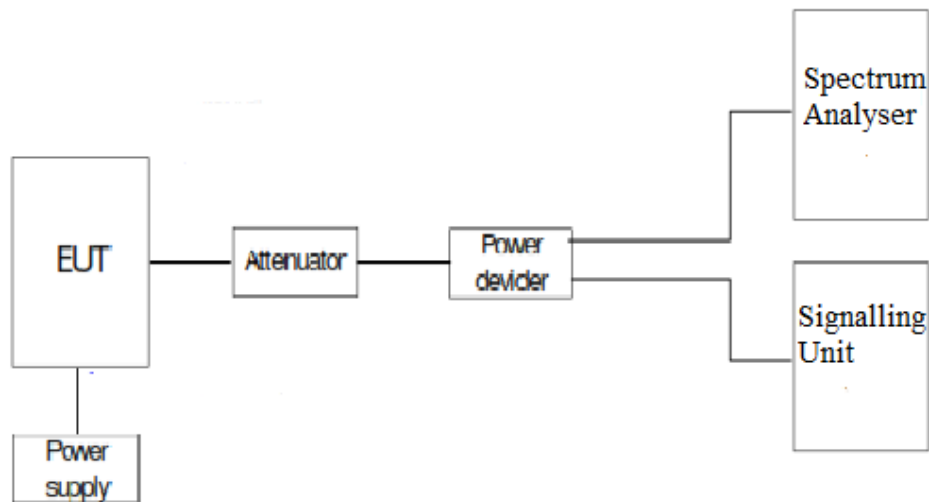 Spectrum
Analyser
EUT
Attenuator
Power
devider
Signalling
Unit
Power
supply